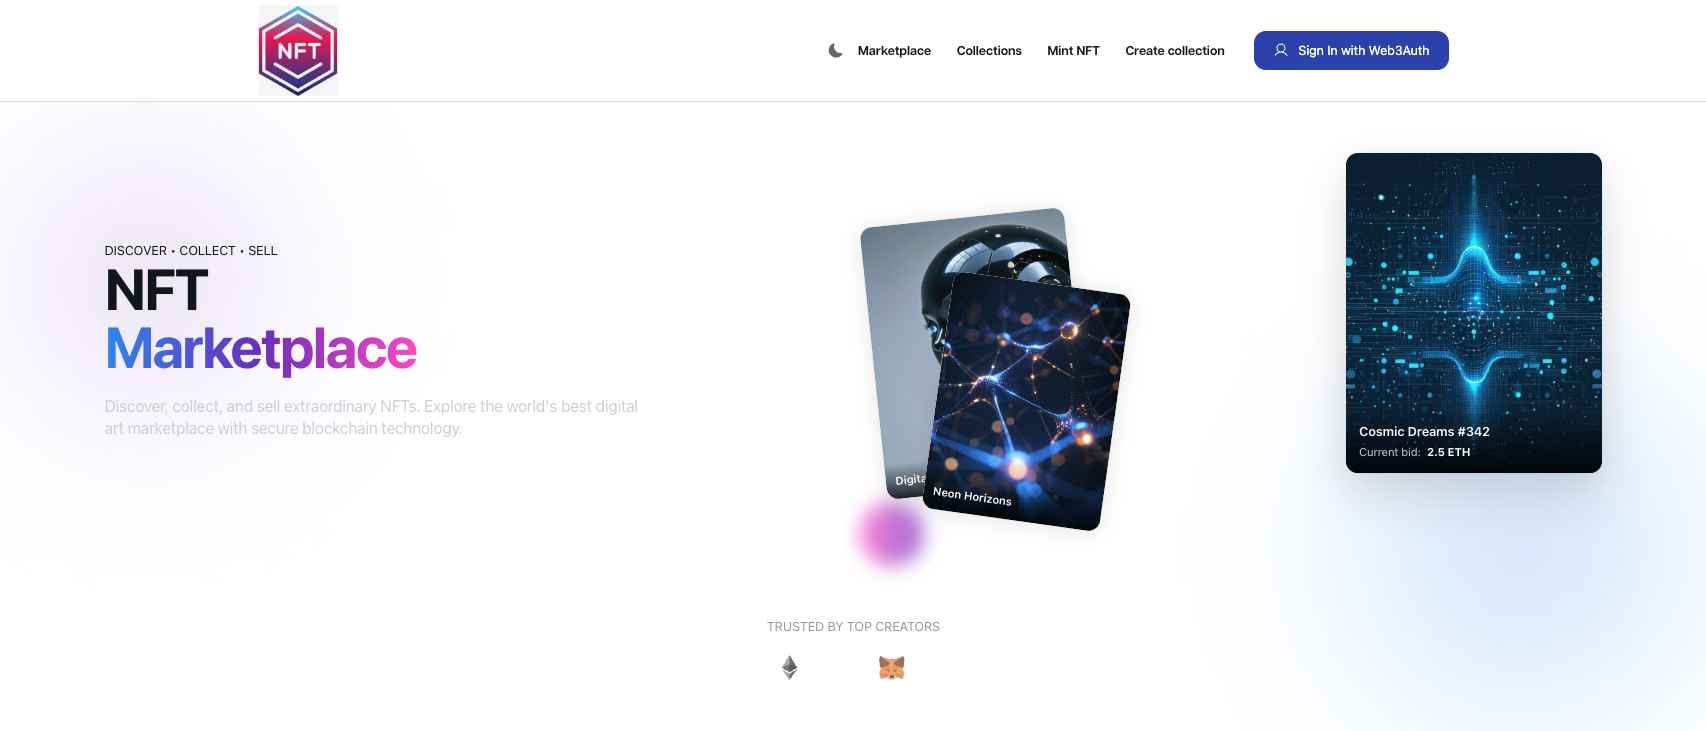 NFT
Marketplace
Collections
Mint NFT
Create collection
Sign In with Web3Auth
DISCOVER • COLLECT • SELL
NFT
Marketplace
Discover, collect, and sell extraordinary NFTs. Explore the world's best digital
art marketplace with secure blockchain technology.
Digita
Neon Horizons
Cosmic Dreams #342
Current bid: 2.5 ETH
TRUSTED BY TOP CREATORS